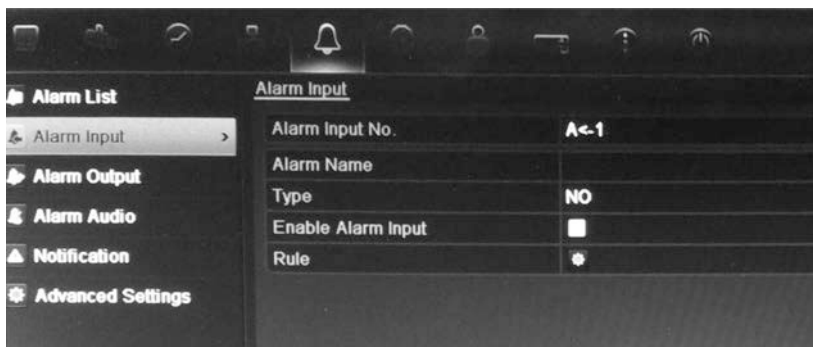 Alarm List
Alarm Input
Alarm Output
Alarm Audio
Notification
Advanced Settings
Alarm Input
Alarm Input No. A<-1
Alarm Name
Type NO
Enable Alarm Input
Rule